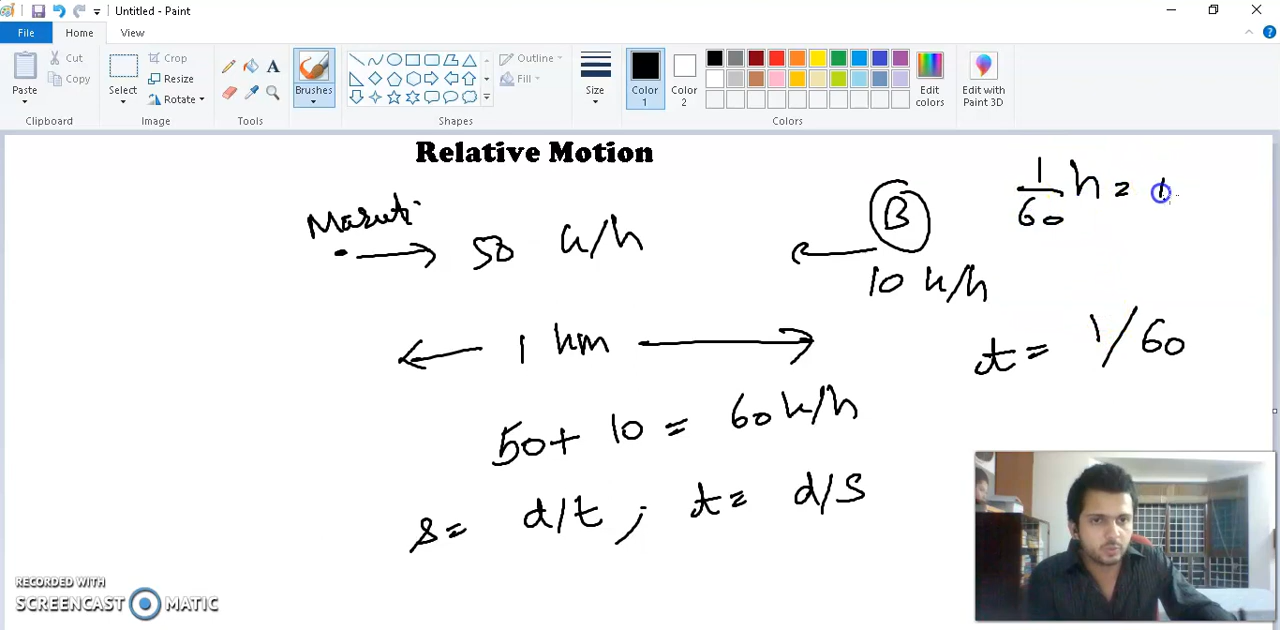 Untitled - Paint
File Home View
Paste
Cut
Copy
Clipboard
Select
Crop
Resize
Rotate
Image
A
Tools
Brushes
Outline
Fill
Shapes
Size
Color 1
Color 2
Edit colors
Edit with Paint 3D
Colors
Relative Motion
Maruti
50 k/h
B
10 k/h
1/60 h = 1
1 km
t = 1/60
50 + 10 = 60 k/h
s = d/t ; t = d/s
RECORDED WITH
SCREENCAST MATIC